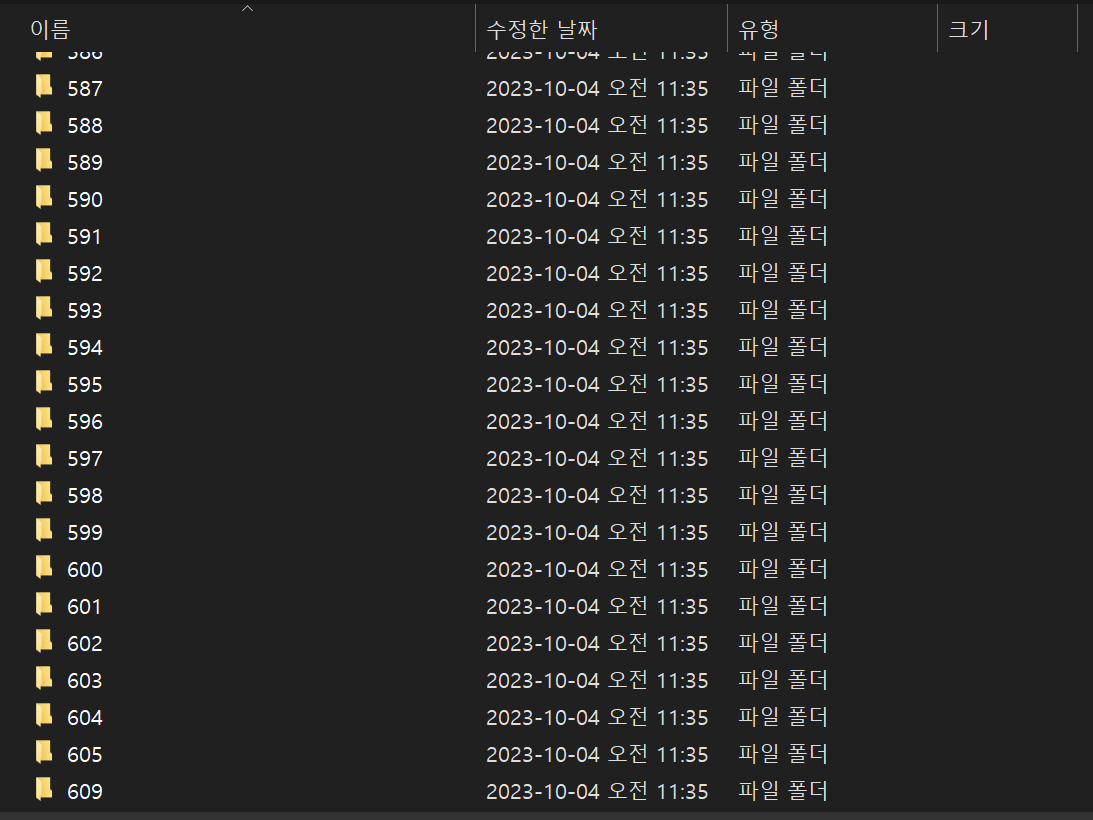 이름 수정한 날짜 유형 크기
586 2023-10-04 오전 11:35 파일 폴더
587 2023-10-04 오전 11:35 파일 폴더
588 2023-10-04 오전 11:35 파일 폴더
589 2023-10-04 오전 11:35 파일 폴더
590 2023-10-04 오전 11:35 파일 폴더
591 2023-10-04 오전 11:35 파일 폴더
592 2023-10-04 오전 11:35 파일 폴더
593 2023-10-04 오전 11:35 파일 폴더
594 2023-10-04 오전 11:35 파일 폴더
595 2023-10-04 오전 11:35 파일 폴더
596 2023-10-04 오전 11:35 파일 폴더
597 2023-10-04 오전 11:35 파일 폴더
598 2023-10-04 오전 11:35 파일 폴더
599 2023-10-04 오전 11:35 파일 폴더
600 2023-10-04 오전 11:35 파일 폴더
601 2023-10-04 오전 11:35 파일 폴더
602 2023-10-04 오전 11:35 파일 폴더
603 2023-10-04 오전 11:35 파일 폴더
604 2023-10-04 오전 11:35 파일 폴더
605 2023-10-04 오전 11:35 파일 폴더
609 2023-10-04 오전 11:35 파일 폴더